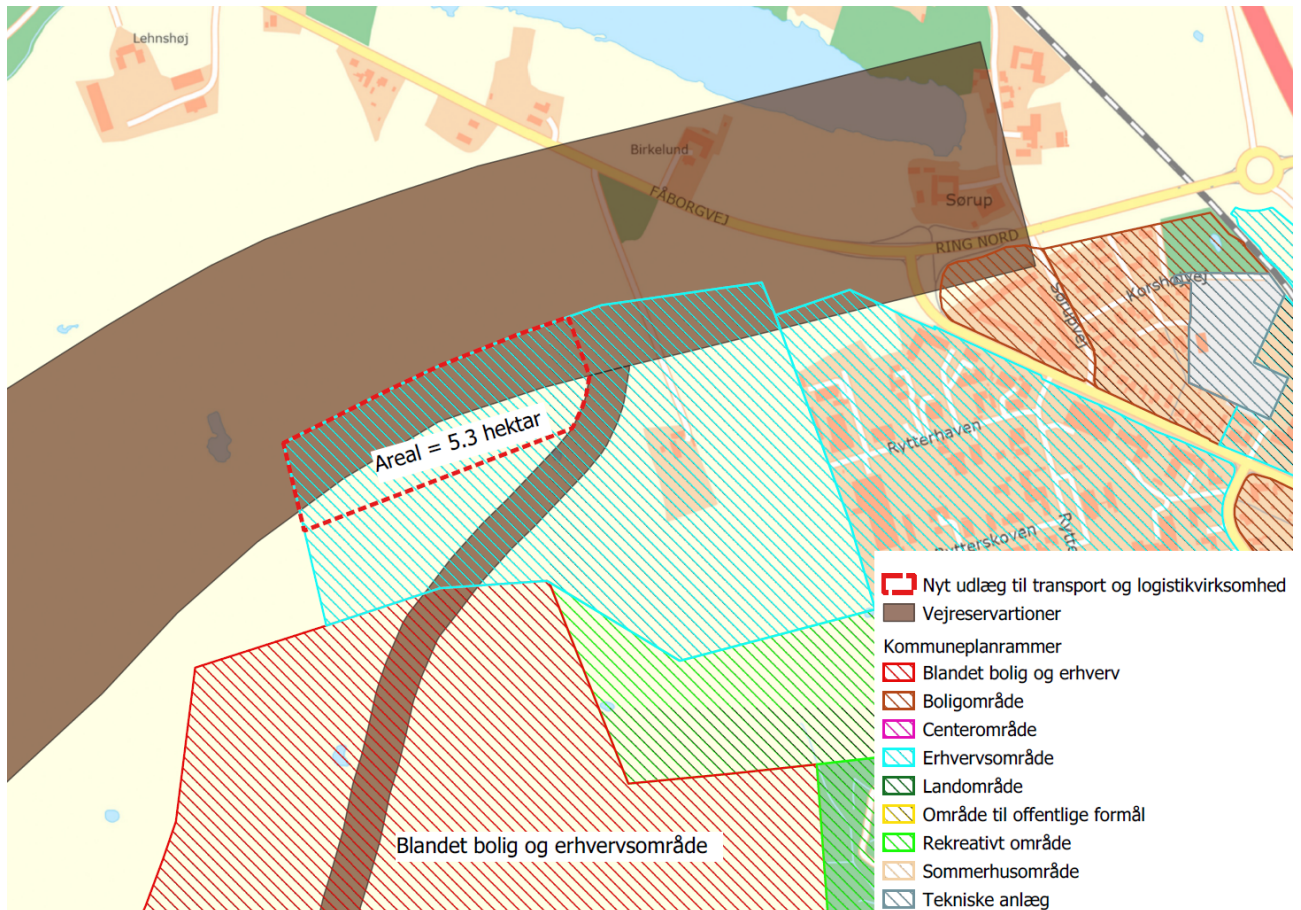 Lehnshøj
Birkelund
FÅBORGVEJ
Sørup
RING NORD
Sørupvej
Korshøjvej
Areal = 5.3 hektar
Rytterhaven
Rytterskoven
Rytte
Nyt udlæg til transport og logistikvirksomhed
Vejreservartioner
Kommuneplanrammer
Blandet bolig og erhverv
Boligområde
Centerområde
Erhvervsområde
Landområde
Område til offentlige formål
Rekreativt område
Sommerhusområde
Tekniske anlæg
Blandet bolig og erhvervsområde